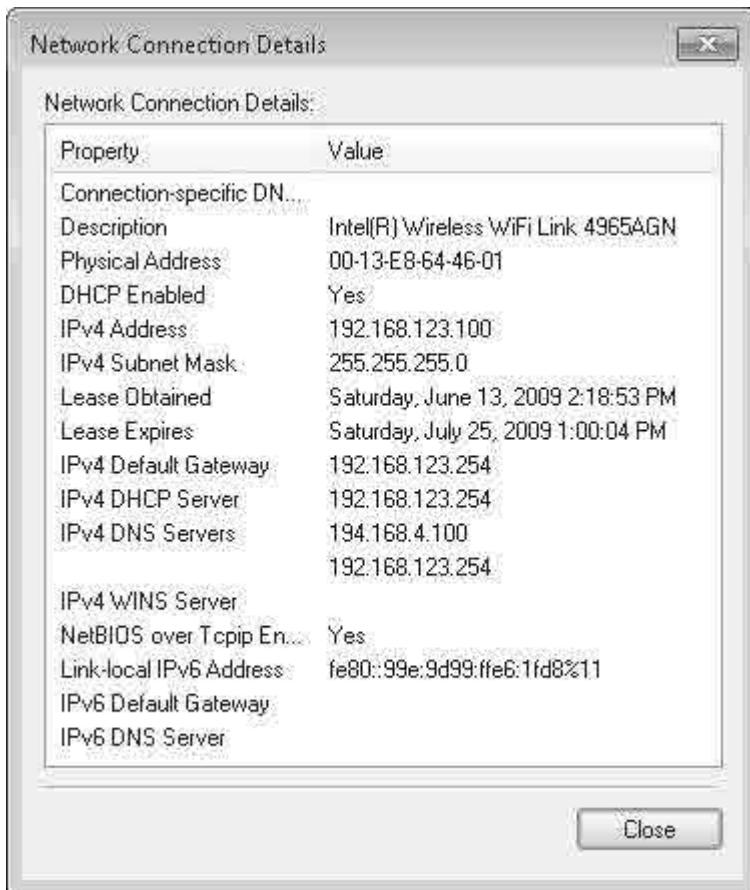 Network Connection Details
Network Connection Details:
Property Value
Connection-specific DN...
Description Intel(R) Wireless WiFi Link 4965AGN
Physical Address 00-13-E8-64-46-01
DHCP Enabled Yes
IPv4 Address 192.168.123.100
IPv4 Subnet Mask 255.255.255.0
Lease Obtained Saturday, June 13, 2009 2:18:53 PM
Lease Expires Saturday, July 25, 2009 1:00:04 PM
IPv4 Default Gateway 192.168.123.254
IPv4 DHCP Server 192.168.123.254
IPv4 DNS Servers 194.168.4.100
192.168.123.254
IPv4 WINS Server
NetBIOS over Tcpip En... Yes
Link-local IPv6 Address fe80::99e:9d99:ffe6:1fd8%11
IPv6 Default Gateway
IPv6 DNS Server
Close